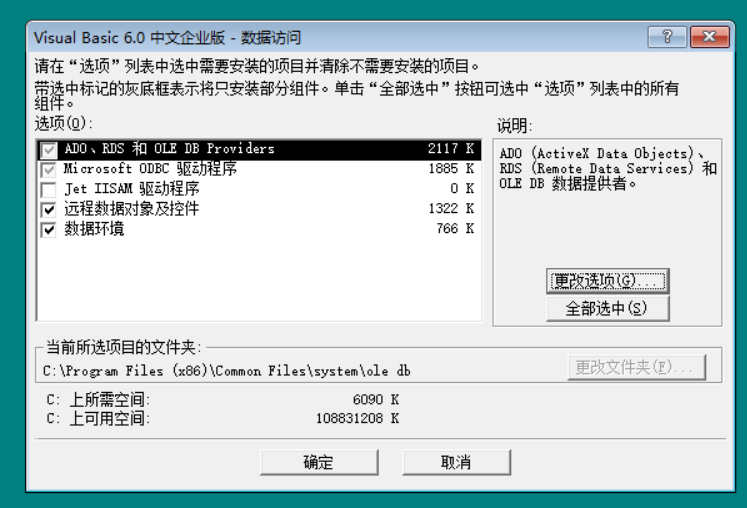 Visual Basic 6.0 中文企业版 - 数据访问
请在“选项”列表中选中需要安装的项目并清除不需要安装的项目。
带选中标记的灰底框表示将只安装部分组件。单击“全部选中”按钮可选中“选项”列表中的所有
组件。
选项(O):
说明:
ADO、RDS 和 OLE DB Providers 2117 K
Microsoft ODBC 驱动程序 1885 K
Jet IISAM 驱动程序 0 K
远程数据对象及控件 1322 K
数据环境 766 K
ADO (ActiveX Data Objects)、
RDS (Remote Data Services) 和
OLE DB 数据提供者。
更改选项(G)...
全部选中(S)
当前所选项目的文件夹:
C:\Program Files (x86)\Common Files\system\ole db
更改文件夹(F)...
C: 上所需空间: 6090 K
C: 上可用空间: 108831208 K
确定
取消